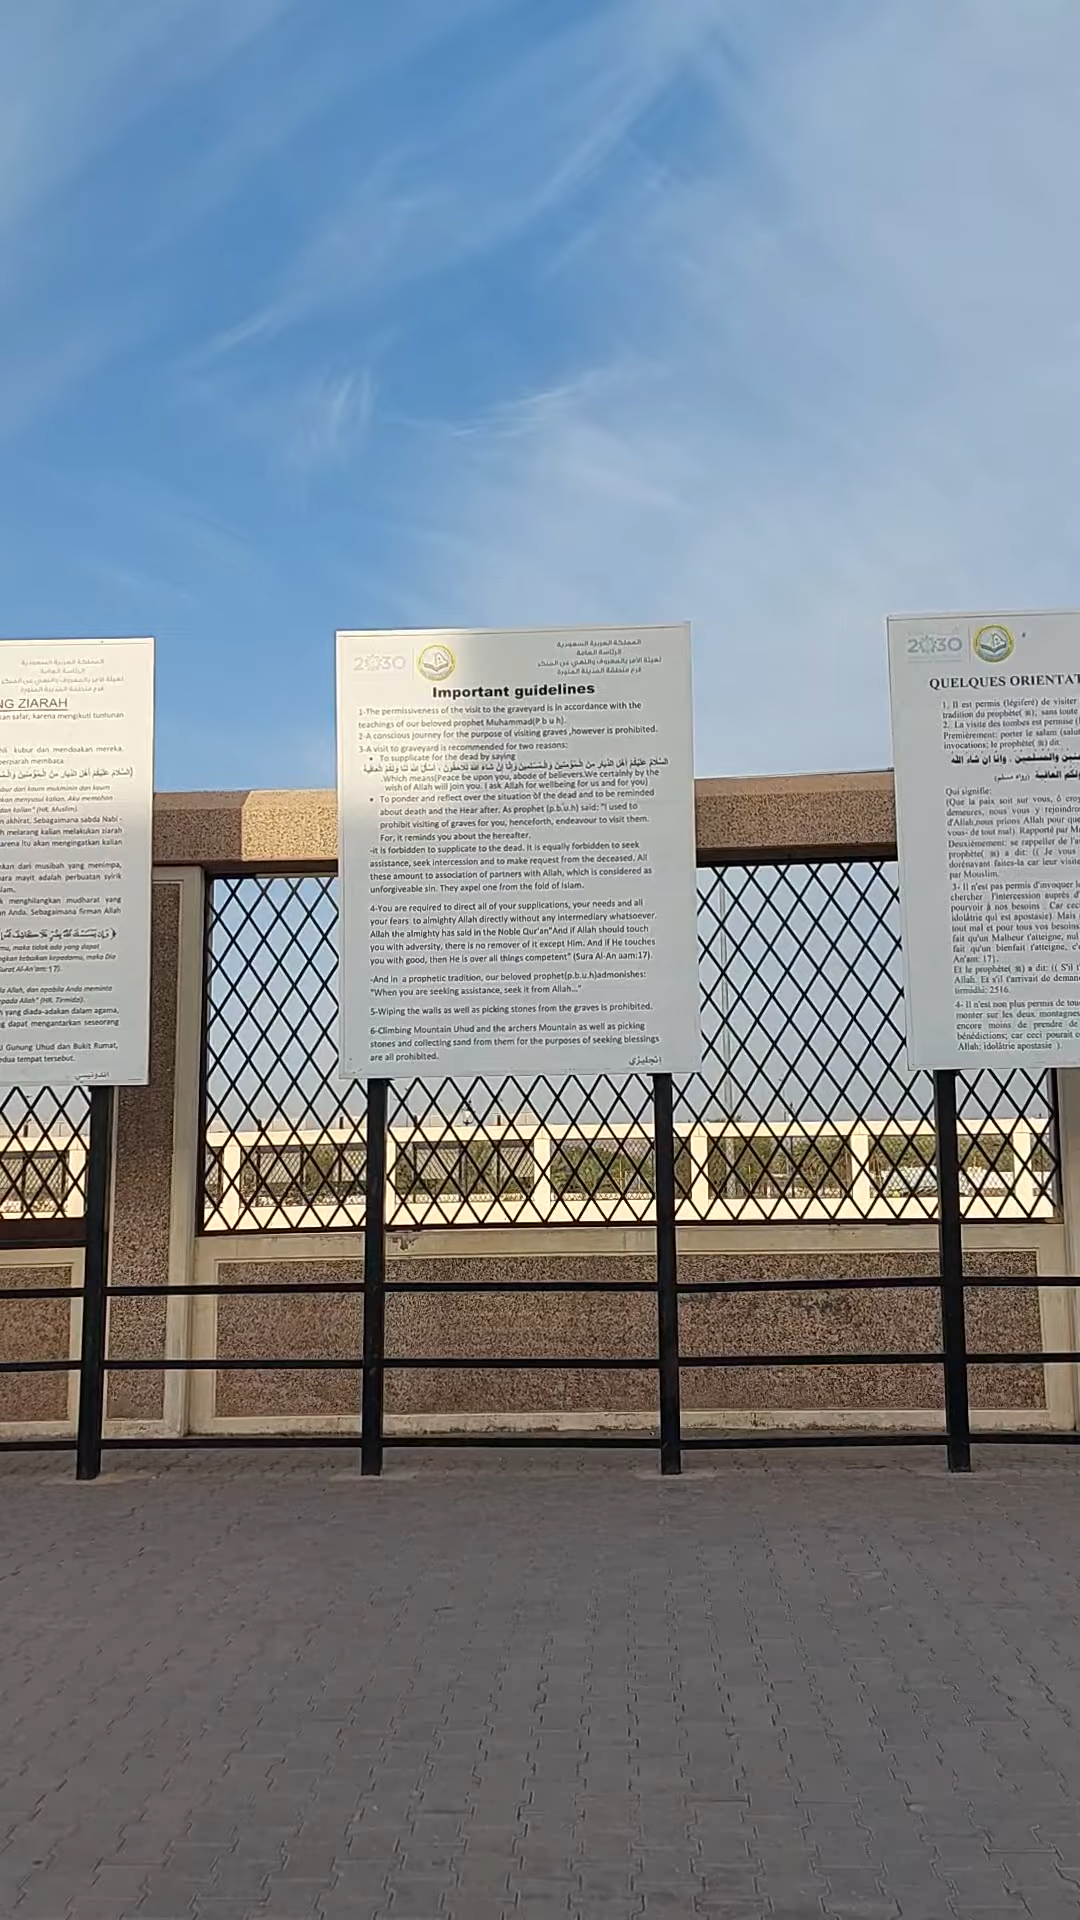 المملكة العربية السعودية
الرئاسة العامة
لهيئة الأمر بالمعروف والنهي عن المنكر
فرع منطقة المدينة المنورة
NG ZIARAH
kan safar, karena mengikuti tuntunan
kubur dan mendoakan mereka.
berziarah membaca
bur dari kaum mukminin dan kaum
kan menyusul kalian, Aku memohon
dan kalian" (HR. Muslim).
n akhirat. Sebagaimana sabda Nabi -
h melarang kalian melakukan ziarah
karena itu akan mengingatkan kalian
kan dari musibah yang menimpa,
para mayit adalah perbuatan syirik
lam.
k menghilangkan mudharat yang
n Anda. Sebagaimana firman Allah
mu, maka tidak ada yang dapat
ngkan kebaikan kepadamu, maka Dia
Surat Al-An'am: 17).
a Allah, dan apabila Anda meminta
epada Allah" (HR. Tirmidzi).
h yang diada-adakan dalam agama,
g dapat mengantarkan seseorang
i Gunung Uhud dan Bukit Rumat,
edua tempat tersebut.
اندونيسي
2030
المملكة العربية السعودية
الرئاسة العامة
لهيئة الأمر بالمعروف والنهي عن المنكر
فرع منطقة المدينة المنورة
Important guidelines
1-The permissiveness of the visit to the graveyard is in accordance with the
teachings of our beloved prophet Muhammad(P b u h).
2-A conscious journey for the purpose of visiting graves ,however is prohibited.
3-A visit to graveyard is recommended for two reasons:
• To supplicate for the dead by saying
السَّلَامُ عَلَيْكُم أَهْلَ الدِّيَارِ مِنَ الْمُؤْمِنِينَ وَالْمُسْلِمِينَ وَإِنَّا إِنْ شَاءَ اللهُ لَلَاحِقُونَ ، أَسْأَلُ اللهَ لَنَا وَلَكُمُ الْعَافِيَةَ
.Which means(Peace be upon you, abode of believers.We certainly by the
wish of Allah will join you. I ask Allah for wellbeing for us and for you)
• To ponder and reflect over the situation of the dead and to be reminded
about death and the Hear after. As prophet (p.b.u.h) said: "I used to
prohibit visiting of graves for you, henceforth, endeavour to visit them.
For, it reminds you about the hereafter.
-it is forbidden to supplicate to the dead. It is equally forbidden to seek
assistance, seek intercession and to make request from the deceased. All
these amount to association of partners with Allah, which is considered as
unforgiveable sin. They axpel one from the fold of Islam.
4-You are required to direct all of your supplications, your needs and all
your fears to almighty Allah directly without any intermediary whatsoever.
Allah the almighty has said in the Noble Qur'an"And if Allah should touch
you with adversity, there is no remover of it except Him. And if He touches
you with good, then He is over all things competent" (Sura Al-An aam:17).
-And in a prophetic tradition, our beloved prophet(p.b.u.h)admonishes:
"When you are seeking assistance, seek it from Allah..."
5-Wiping the walls as well as picking stones from the graves is prohibited.
6-Climbing Mountain Uhud and the archers Mountain as well as picking
stones and collecting sand from them for the purposes of seeking blessings
are all prohibited.
إنجليزي
2030
QUELQUES ORIENTAT
1. Il est permis (légiféré) de visiter
tradition du prophète(ﷺ); sans toute
2. La visite des tombes est permise (
Premièrement: porter le salam (salut
invocations; le prophète(ﷺ) dit:
ولكم العافية (رواه مسلم)
Qui signifie:
(Que la paix soit sur vous, ô croy
demeures, nous vous y rejoindro
d'Allah,nous prions Allah pour que
vous- de tout mal). Rapporté par Mo
Deuxièmement: se rappeler de l'a
prophète(ﷺ) a dit: (( Je vous
dorénavant faites-la car leur visite
par Mouslim.
3- Il n'est pas permis d'invoquer le
chercher l'intercession auprès d'
pourvoir à nos besoins . Car ceci
idolâtrie qui est apostasie) Mais
tout mal et pour tous vos besoins
fait qu'un Malheur t'atteigne, nul
fait qu'un bienfait t'atteigne, c'e
An'am: 17).
Et le prophète(ﷺ) a dit: (( S'il t'a
Allah. Et s'il t'arrivait de deman
tirmidhi: 2516.
4- Il n'est non plus permis de tou
monter sur les deux montagnes
encore moins de prendre de
bénédictions; car ceci pourait c
Allah: idolâtrie apostasie ).